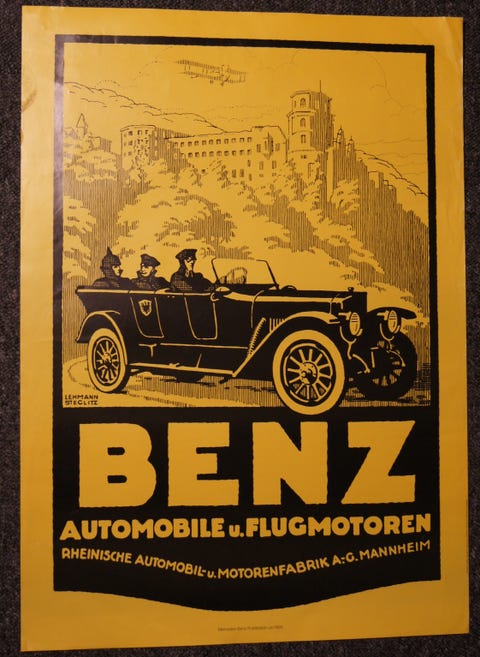 LEHMANN
STEGLITZ
BENZ
AUTOMOBILE u. FLUGMOTOREN
RHEINISCHE AUTOMOBIL- u. MOTORENFABRIK A.-G. MANNHEIM